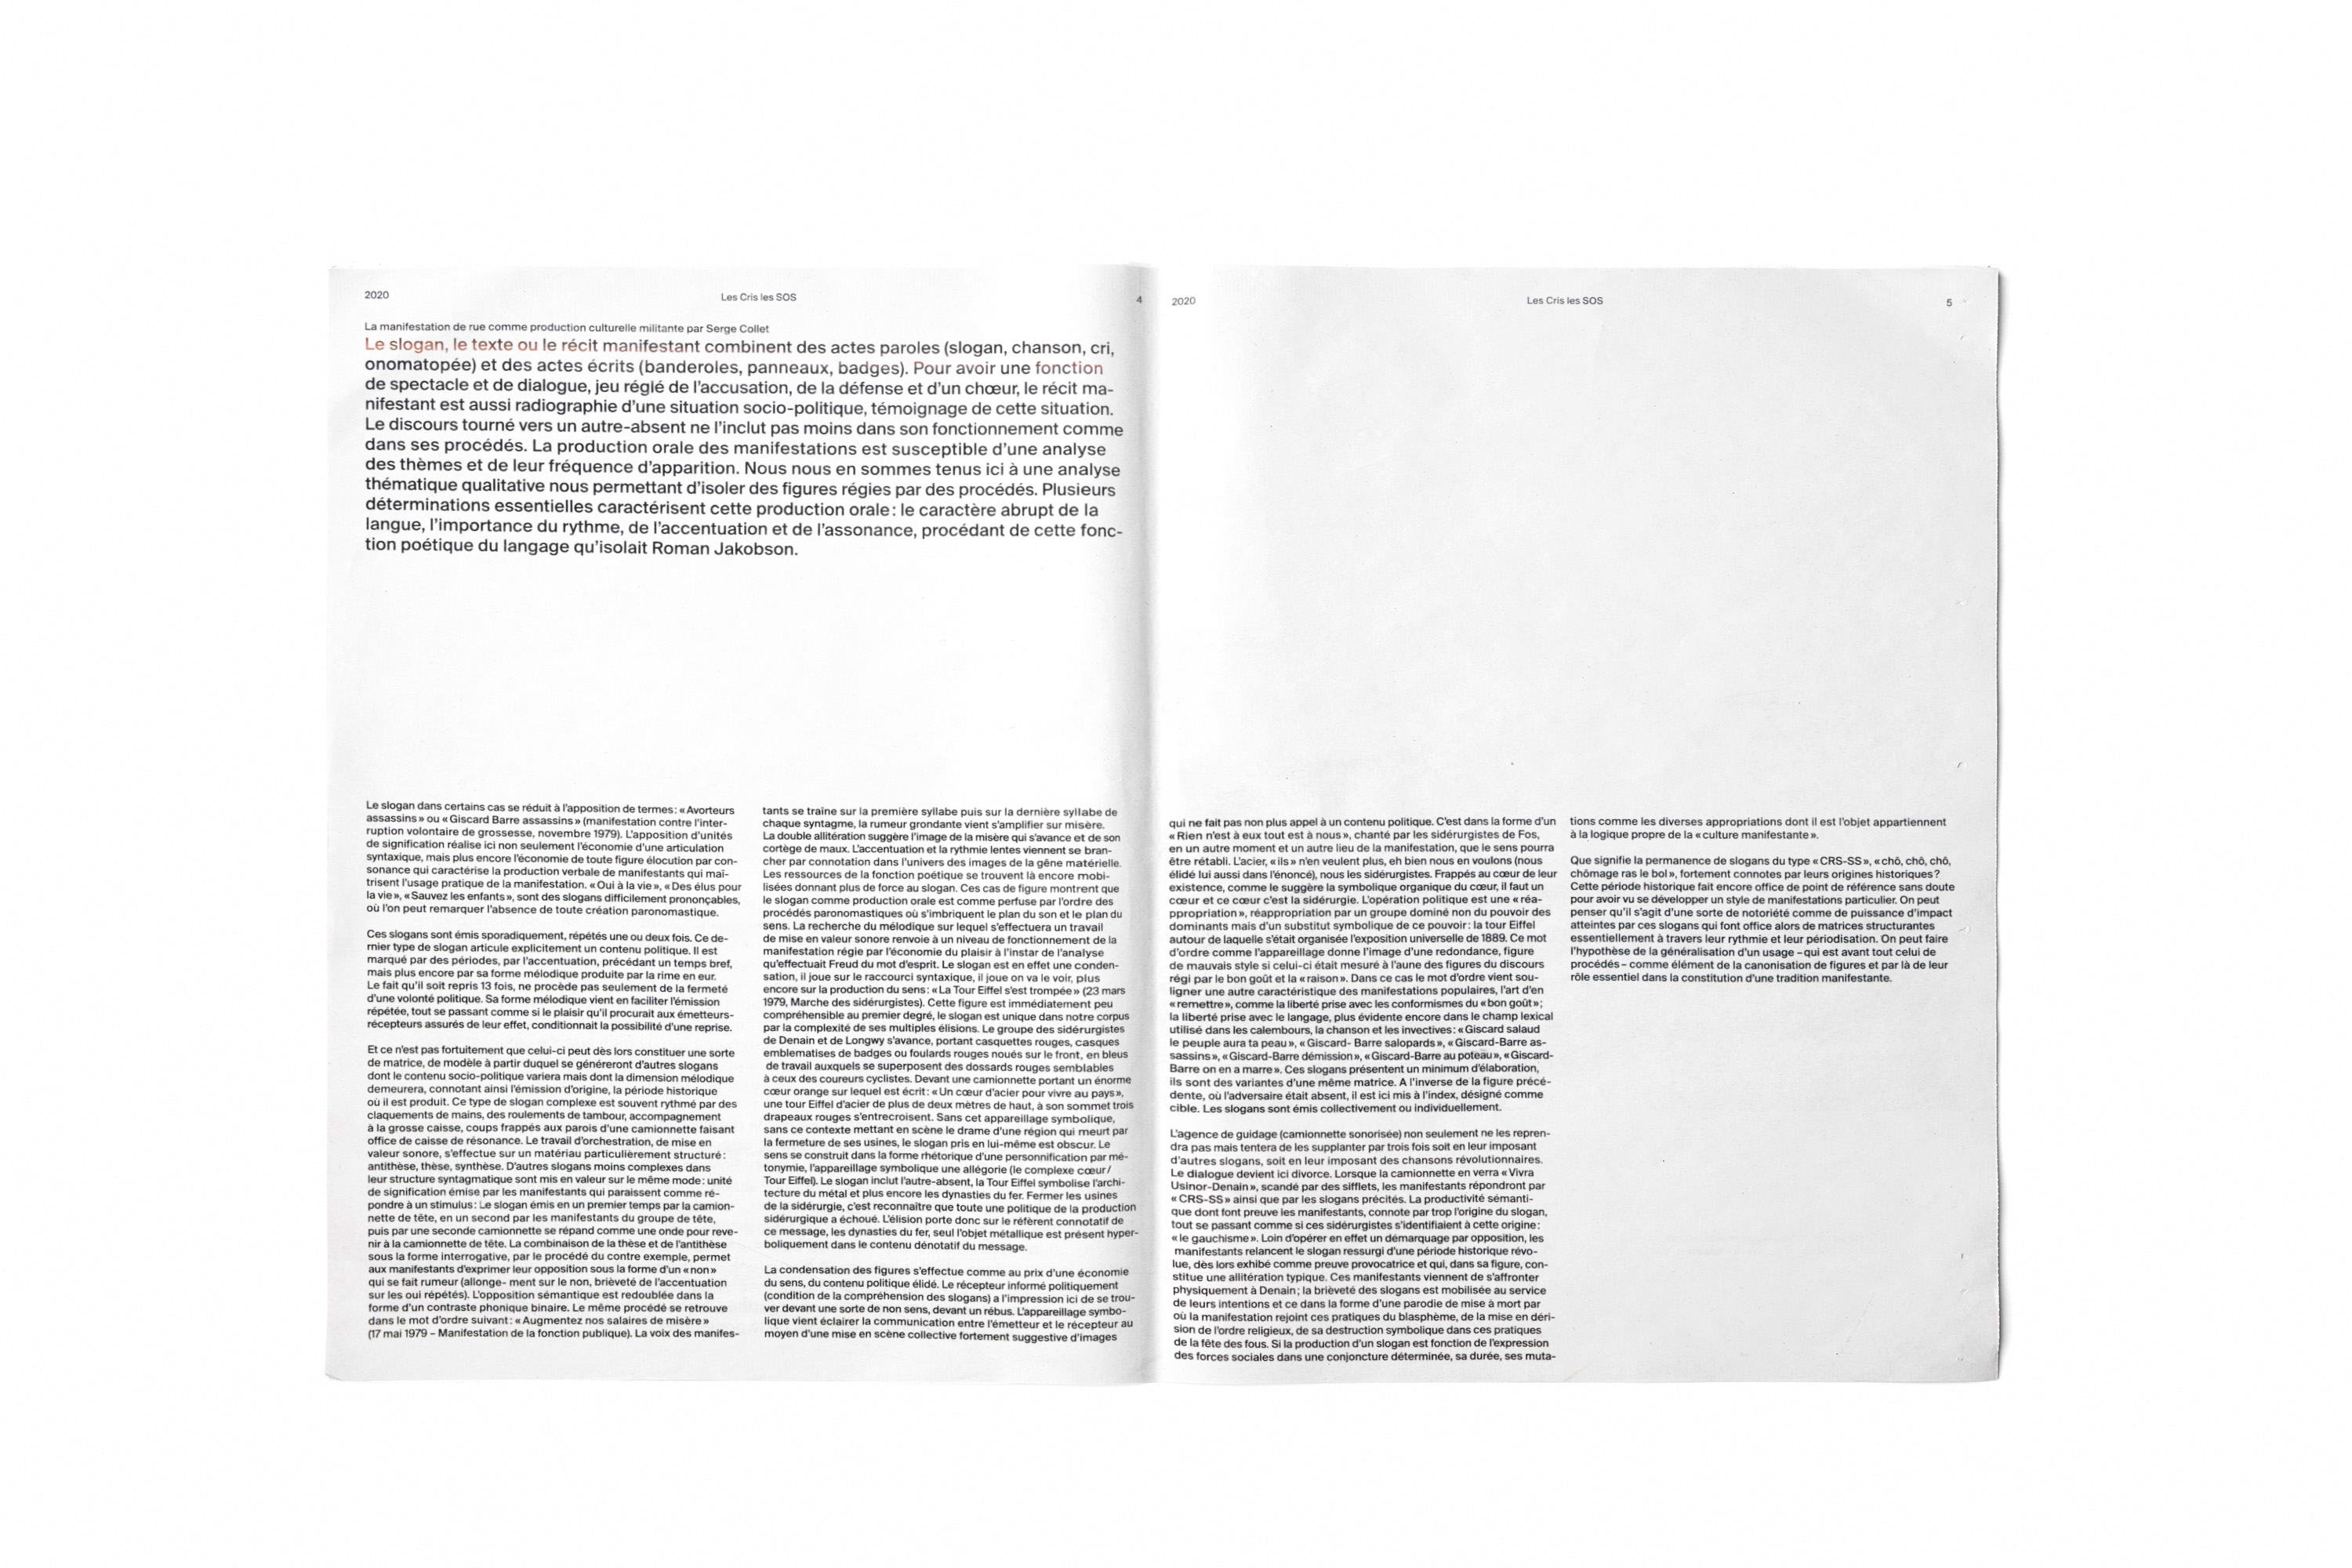 2020
Les Cris les SOS
4
La manifestation de rue comme production culturelle militante par Serge Collet
Le slogan, le texte ou le récit manifestant combinent des actes paroles (slogan, chanson, cri,
onomatopée) et des actes écrits (banderoles, panneaux, badges). Pour avoir une fonction
de spectacle et de dialogue, jeu réglé de l'accusation, de la défense et d'un chœur, le récit ma-
nifestant est aussi radiographie d'une situation socio-politique, témoignage de cette situation.
Le discours tourné vers un autre-absent ne l'inclut pas moins dans son fonctionnement comme
dans ses procédés. La production orale des manifestations est susceptible d'une analyse
des thèmes et de leur fréquence d'apparition. Nous nous en sommes tenus ici à une analyse
thématique qualitative nous permettant d'isoler des figures régies par des procédés. Plusieurs
déterminations essentielles caractérisent cette production orale : le caractère abrupt de la
langue, l'importance du rythme, de l'accentuation et de l'assonance, procédant de cette fonc-
tion poétique du langage qu'isolait Roman Jakobson.
Le slogan dans certains cas se réduit à l'apposition de termes : « Avorteurs
assassins » ou « Giscard Barre assassins » (manifestation contre l'inter-
ruption volontaire de grossesse, novembre 1979). L'apposition d'unités
de signification réalise ici non seulement l'économie d'une articulation
syntaxique, mais plus encore l'économie de toute figure élocution par con-
sonance qui caractérise la production verbale de manifestants qui maî-
trisent l'usage pratique de la manifestation. « Oui à la vie », « Des élus pour
la vie », « Sauvez les enfants », sont des slogans difficilement prononçables,
où l'on peut remarquer l'absence de toute création paronomastique.
Ces slogans sont émis sporadiquement, répétés une ou deux fois. Ce de-
rnier type de slogan articule explicitement un contenu politique. Il est
marqué par des périodes, par l'accentuation, précédant un temps bref,
mais plus encore par sa forme mélodique produite par la rime en eur.
Le fait qu'il soit repris 13 fois, ne procède pas seulement de la fermeté
d'une volonté politique. Sa forme mélodique vient en faciliter l'émission
répétée, tout se passant comme si le plaisir qu'il procurait aux émetteurs-
récepteurs assurés de leur effet, conditionnait la possibilité d'une reprise.
Et ce n'est pas fortuitement que celui-ci peut dès lors constituer une sorte
de matrice, de modèle à partir duquel se généreront d'autres slogans
dont le contenu socio-politique variera mais dont la dimension mélodique
demeurera, connotant ainsi l'émission d'origine, la période historique
où il est produit. Ce type de slogan complexe est souvent rythmé par des
claquements de mains, des roulements de tambour, accompagnement
à la grosse caisse, coups frappés aux parois d'une camionnette faisant
office de caisse de résonance. Le travail d'orchestration, de mise en
valeur sonore, s'effectue sur un matériau particulièrement structuré :
antithèse, thèse, synthèse. D'autres slogans moins complexes dans
leur structure syntagmatique sont mis en valeur sur le même mode : unité
de signification émise par les manifestants qui paraissent comme ré-
pondre à un stimulus : Le slogan émis en un premier temps par la camion-
nette de tête, en un second par les manifestants du groupe de tête,
puis par une seconde camionnette se répand comme une onde pour reve-
nir à la camionnette de tête. La combinaison de la thèse et de l'antithèse
sous la forme interrogative, par le procédé du contre exemple, permet
aux manifestants d'exprimer leur opposition sous la forme d'un « non »
qui se fait rumeur (allonge- ment sur le non, brièveté de l'accentuation
sur les oui répétés). L'opposition sémantique est redoublée dans la
forme d'un contraste phonique binaire. Le même procédé se retrouve
dans le mot d'ordre suivant : « Augmentez nos salaires de misère »
(17 mai 1979 – Manifestation de la fonction publique). La voix des manifes-
tants se traîne sur la première syllabe puis sur la dernière syllabe de
chaque syntagme, la rumeur grondante vient s'amplifier sur misère.
La double allitération suggère l'image de la misère qui s'avance et de son
cortège de maux. L'accentuation et la rythmie lentes viennent se bran-
cher par connotation dans l'univers des images de la gêne matérielle.
Les ressources de la fonction poétique se trouvent là encore mobi-
lisées donnant plus de force au slogan. Ces cas de figure montrent que
le slogan comme production orale est comme perfuse par l'ordre des
procédés paronomastiques où s'imbriquent le plan du son et le plan du
sens. La recherche du mélodique sur lequel s'effectuera un travail
de mise en valeur sonore renvoie à un niveau de fonctionnement de la
manifestation régie par l'économie du plaisir à l'instar de l'analyse
qu'effectuait Freud du mot d'esprit. Le slogan est en effet une conden-
sation, il joue sur le raccourci syntaxique, il joue on va le voir, plus
encore sur la production du sens : « La Tour Eiffel s'est trompée » (23 mars
1979, Marche des sidérurgistes). Cette figure est immédiatement peu
compréhensible au premier degré, le slogan est unique dans notre corpus
par la complexité de ses multiples élisions. Le groupe des sidérurgistes
de Denain et de Longwy s'avance, portant casquettes rouges, casques
emblematises de badges ou foulards rouges noués sur le front, en bleus
de travail auxquels se superposent des dossards rouges semblables
à ceux des coureurs cyclistes. Devant une camionnette portant un énorme
cœur orange sur lequel est écrit : « Un cœur d'acier pour vivre au pays »,
une tour Eiffel d'acier de plus de deux mètres de haut, à son sommet trois
drapeaux rouges s'entrecroisent. Sans cet appareillage symbolique,
sans ce contexte mettant en scène le drame d'une région qui meurt par
la fermeture de ses usines, le slogan pris en lui-même est obscur. Le
sens se construit dans la forme rhétorique d'une personnification par mé-
tonymie, l'appareillage symbolique une allégorie (le complexe cœur /
Tour Eiffel). Le slogan inclut l'autre-absent, la Tour Eiffel symbolise l'archi-
tecture du métal et plus encore les dynasties du fer. Fermer les usines
de la sidérurgie, c'est reconnaître que toute une politique de la production
sidérurgique a échoué. L'élision porte donc sur le référent connotatif de
ce message, les dynasties du fer, seul l'objet métallique est présent hyper-
boliquement dans le contenu dénotatif du message.
La condensation des figures s'effectue comme au prix d'une économie
du sens, du contenu politique élidé. Le récepteur informé politiquement
(condition de la compréhension des slogans) a l'impression ici de se trou-
ver devant une sorte de non sens, devant un rébus. L'appareillage symbo-
lique vient éclairer la communication entre l'émetteur et le récepteur au
moyen d'une mise en scène collective fortement suggestive d'images
2020
Les Cris les SOS
5
qui ne fait pas non plus appel à un contenu politique. C'est dans la forme d'un
« Rien n'est à eux tout est à nous », chanté par les sidérurgistes de Fos,
en un autre moment et un autre lieu de la manifestation, que le sens pourra
être rétabli. L'acier, « ils » n'en veulent plus, eh bien nous en voulons (nous
élidé lui aussi dans l'énoncé), nous les sidérurgistes. Frappés au cœur de leur
existence, comme le suggère la symbolique organique du cœur, il faut un
cœur et ce cœur c'est la sidérurgie. L'opération politique est une « réa-
ppropriation », réappropriation par un groupe dominé non du pouvoir des
dominants mais d'un substitut symbolique de ce pouvoir : la tour Eiffel
autour de laquelle s'était organisée l'exposition universelle de 1889. Ce mot
d'ordre comme l'appareillage donne l'image d'une redondance, figure
de mauvais style si celui-ci était mesuré à l'aune des figures du discours
régi par le bon goût et la « raison ». Dans ce cas le mot d'ordre vient sou-
ligner une autre caractéristique des manifestations populaires, l'art d'en
« remettre », comme la liberté prise avec les conformismes du « bon goût » ;
la liberté prise avec le langage, plus évidente encore dans le champ lexical
utilisé dans les calembours, la chanson et les invectives : « Giscard salaud
le peuple aura ta peau », « Giscard- Barre salopards », « Giscard-Barre as-
sassins », « Giscard-Barre démission », « Giscard-Barre au poteau », « Giscard-
Barre on en a marre ». Ces slogans présentent un minimum d'élaboration,
ils sont des variantes d'une même matrice. A l'inverse de la figure précé-
dente, où l'adversaire était absent, il est ici mis à l'index, désigné comme
cible. Les slogans sont émis collectivement ou individuellement.
L'agence de guidage (camionnette sonorisée) non seulement ne les repren-
dra pas mais tentera de les supplanter par trois fois soit en leur imposant
d'autres slogans, soit en leur imposant des chansons révolutionnaires.
Le dialogue devient ici divorce. Lorsque la camionnette en verra « Vivra
Usinor-Denain », scandé par des sifflets, les manifestants répondront par
« CRS-SS » ainsi que par les slogans précités. La productivité sémanti-
que dont font preuve les manifestants, connote par trop l'origine du slogan,
tout se passant comme si ces sidérurgistes s'identifiaient à cette origine :
« le gauchisme ». Loin d'opérer en effet un démarquage par opposition, les
manifestants relancent le slogan ressurgi d'une période historique révo-
lue, dès lors exhibé comme preuve provocatrice et qui, dans sa figure, con-
stitue une allitération typique. Ces manifestants viennent de s'affronter
physiquement à Denain ; la brièveté des slogans est mobilisée au service
de leurs intentions et ce dans la forme d'une parodie de mise à mort par
où la manifestation rejoint ces pratiques du blasphème, de la mise en déri-
sion de l'ordre religieux, de sa destruction symbolique dans ces pratiques
de la fête des fous. Si la production d'un slogan est fonction de l'expression
des forces sociales dans une conjoncture déterminée, sa durée, ses muta-
tions comme les diverses appropriations dont il est l'objet appartiennent
à la logique propre de la « culture manifestante ».
Que signifie la permanence de slogans du type « CRS-SS », « chô, chô, chô,
chômage ras le bol », fortement connotés par leurs origines historiques ?
Cette période historique fait encore office de point de référence sans doute
pour avoir vu se développer un style de manifestations particulier. On peut
penser qu'il s'agit d'une sorte de notoriété comme de puissance d'impact
atteintes par ces slogans qui font office alors de matrices structurantes
essentiellement à travers leur rythmie et leur périodisation. On peut faire
l'hypothèse de la généralisation d'un usage – qui est avant tout celui de
procédés – comme élément de la canonisation de figures et par là de leur
rôle essentiel dans la constitution d'une tradition manifestante.